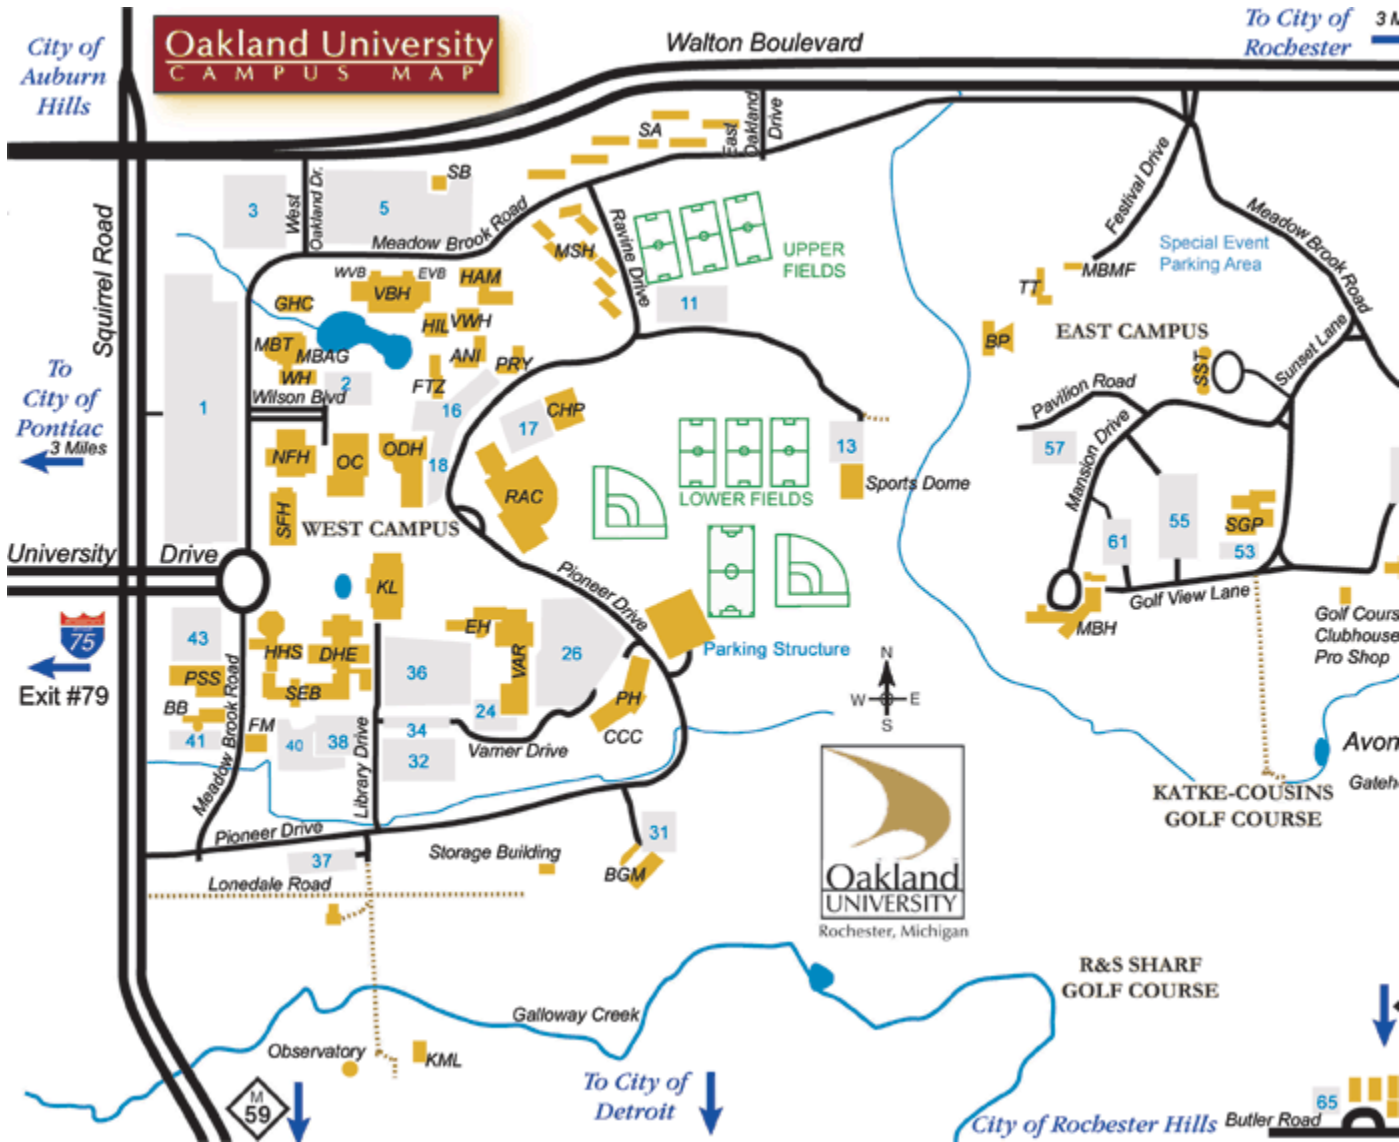 City of
Auburn
Hills
Oakland University
CAMPUS MAP
Walton Boulevard
To City of
Rochester
SA
East
Oakland
Drive
SB
3
West
Oakland Dr.
5
Meadow Brook Road
Squirrel Road
MSH
Ravine Drive
UPPER
FIELDS
11
Festival Drive
Meadow Brook Road
Special Event
Parking Area
MBMF
TT
BP
EAST CAMPUS
SST
Sunset Lane
WVB
EVB
VBH
HAM
GHC
HIL
VWH
MBT
MBAG
ANI
PRY
WH
2
FTZ
Wilson Blvd
1
16
To
City of
Pontiac
3 Miles
17
CHP
NFH
OC
ODH
18
RAC
SFH
WEST CAMPUS
13
Sports Dome
LOWER FIELDS
Pavilion Road
57
Mansion Drive
55
61
SGP
53
Golf View Lane
MBH
University Drive
KL
Pioneer Drive
Parking Structure
75
Exit #79
43
PSS
BB
41
FM
HHS
DHE
SEB
40
38
36
EH
VAR
26
24
34
32
PH
CCC
Varner Drive
Library Drive
Meadow Brook Road
N
W
E
S
Golf Cours
Clubhouse
Pro Shop
Avon
KATKE-COUSINS
GOLF COURSE
Pioneer Drive
37
Lonedale Road
Storage Building
31
BGM
Oakland
UNIVERSITY
Rochester, Michigan
R&S SHARF
GOLF COURSE
Galloway Creek
Observatory
KML
M
59
To City of
Detroit
City of Rochester Hills
Butler Road
65